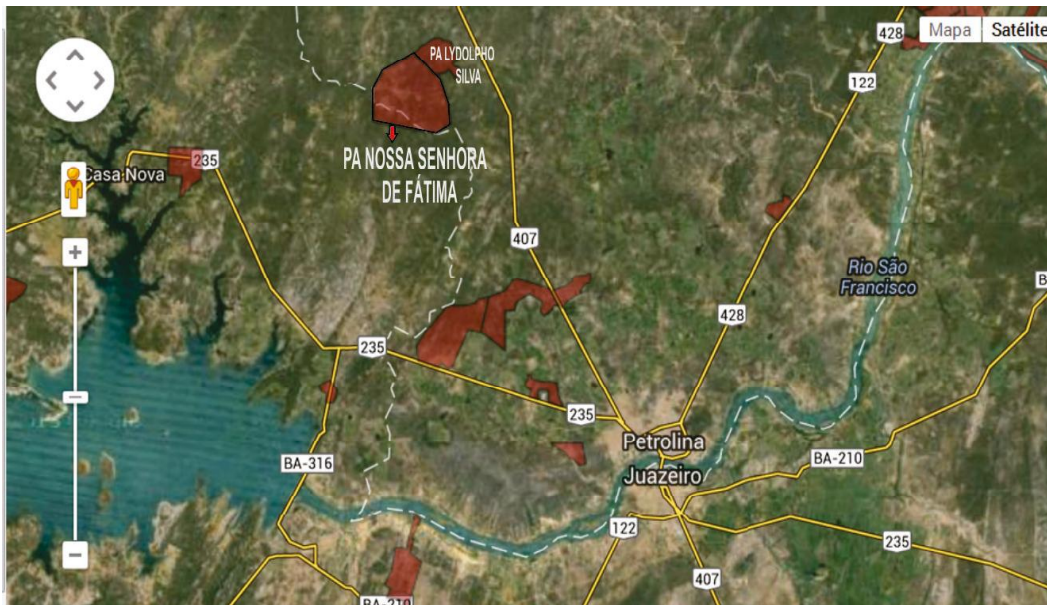 428
Mapa
Satélite
PA LYDOLPHO
SILVA
122
235
PA NOSSA SENHORA
DE FÁTIMA
Casa Nova
407
Rio São
Francisco
B
428
235
235
Petrolina
BA-316
BA-210
Juazeiro
122
235
407
BA-210